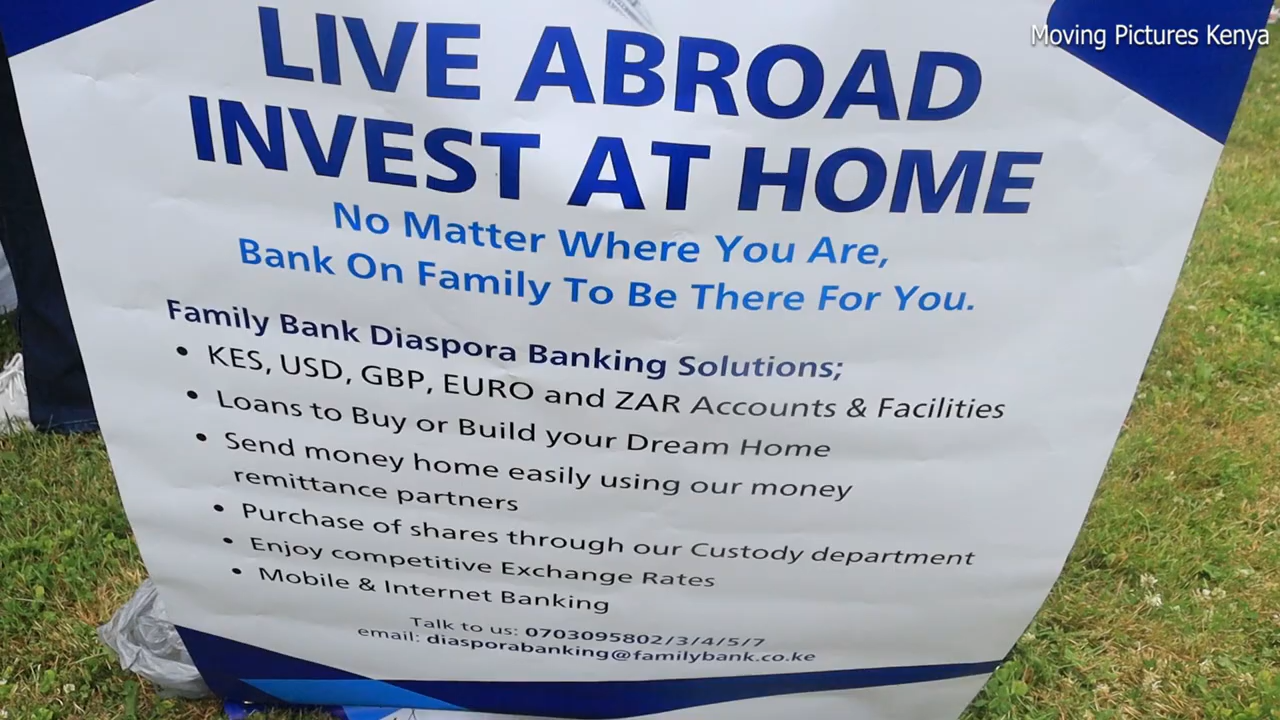 Moving Pictures Kenya
LIVE ABROAD
INVEST AT HOME
No Matter Where You Are,
Bank On Family To Be There For You.
Family Bank Diaspora Banking Solutions;
• KES, USD, GBP, EURO and ZAR Accounts & Facilities
• Loans to Buy or Build your Dream Home
• Send money home easily using our money
remittance partners
• Purchase of shares through our Custody department
• Enjoy competitive Exchange Rates
• Mobile & Internet Banking
Talk to us: 0703095802/3/4/5/7
email: diasporabanking@familybank.co.ke